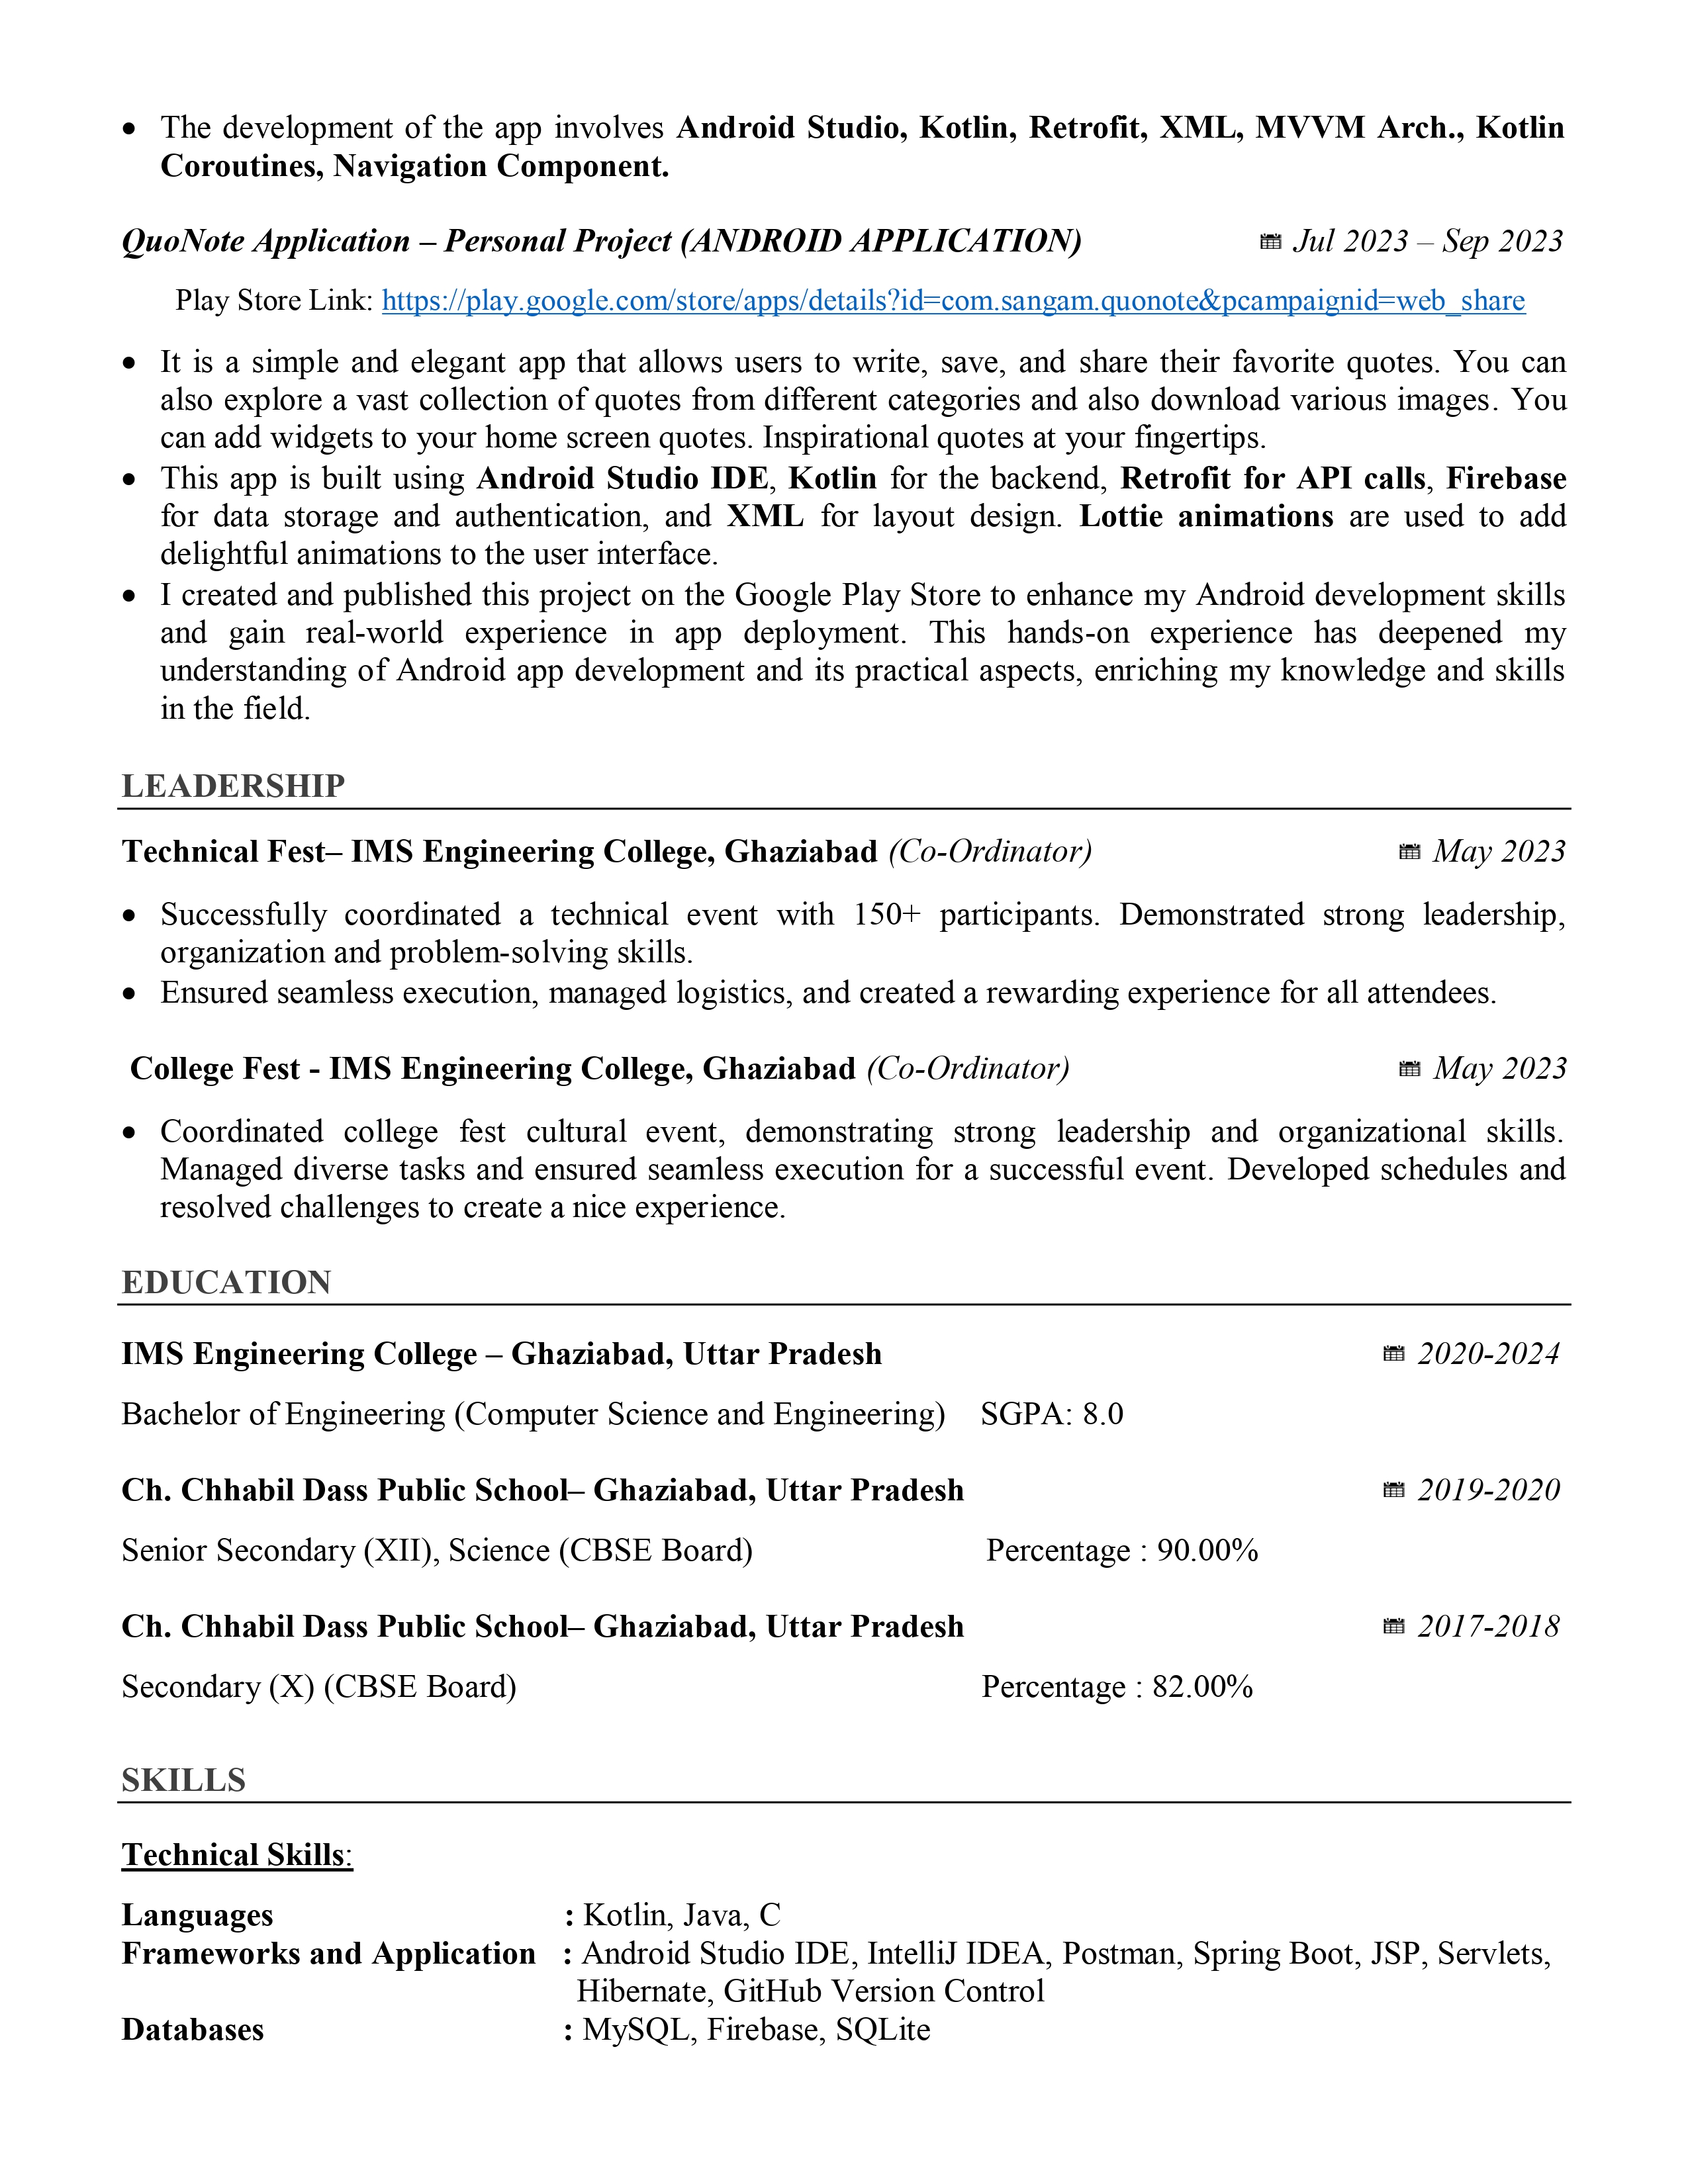 • The development of the app involves Android Studio, Kotlin, Retrofit, XML, MVVM Arch., Kotlin
Coroutines, Navigation Component.
QuoNote Application – Personal Project (ANDROID APPLICATION) Jul 2023 – Sep 2023
Play Store Link: https://play.google.com/store/apps/details?id=com.sangam.quonote&pcampaignid=web_share
• It is a simple and elegant app that allows users to write, save, and share their favorite quotes. You can
also explore a vast collection of quotes from different categories and also download various images. You
can add widgets to your home screen quotes. Inspirational quotes at your fingertips.
• This app is built using Android Studio IDE, Kotlin for the backend, Retrofit for API calls, Firebase
for data storage and authentication, and XML for layout design. Lottie animations are used to add
delightful animations to the user interface.
• I created and published this project on the Google Play Store to enhance my Android development skills
and gain real-world experience in app deployment. This hands-on experience has deepened my
understanding of Android app development and its practical aspects, enriching my knowledge and skills
in the field.
LEADERSHIP
Technical Fest– IMS Engineering College, Ghaziabad (Co-Ordinator) May 2023
• Successfully coordinated a technical event with 150+ participants. Demonstrated strong leadership,
organization and problem-solving skills.
• Ensured seamless execution, managed logistics, and created a rewarding experience for all attendees.
College Fest - IMS Engineering College, Ghaziabad (Co-Ordinator) May 2023
• Coordinated college fest cultural event, demonstrating strong leadership and organizational skills.
Managed diverse tasks and ensured seamless execution for a successful event. Developed schedules and
resolved challenges to create a nice experience.
EDUCATION
IMS Engineering College – Ghaziabad, Uttar Pradesh 2020-2024
Bachelor of Engineering (Computer Science and Engineering) SGPA: 8.0
Ch. Chhabil Dass Public School– Ghaziabad, Uttar Pradesh 2019-2020
Senior Secondary (XII), Science (CBSE Board) Percentage : 90.00%
Ch. Chhabil Dass Public School– Ghaziabad, Uttar Pradesh 2017-2018
Secondary (X) (CBSE Board) Percentage : 82.00%
SKILLS
Technical Skills:
Languages : Kotlin, Java, C
Frameworks and Application : Android Studio IDE, IntelliJ IDEA, Postman, Spring Boot, JSP, Servlets,
Hibernate, GitHub Version Control
Databases : MySQL, Firebase, SQLite